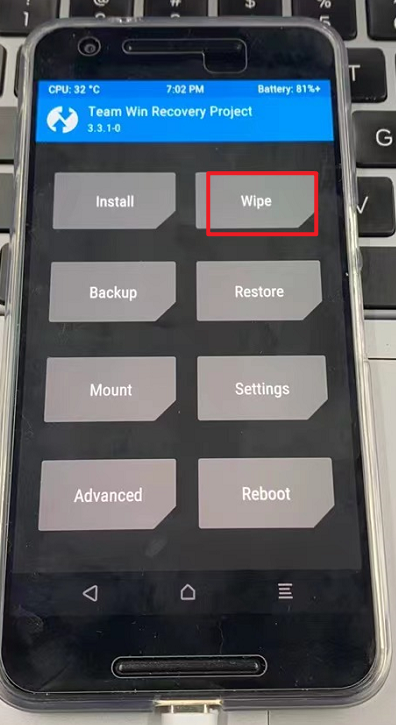 CPU: 32 °C 7:02 PM Battery: 81%+
Team Win Recovery Project
3.3.1-0
Install Wipe
Backup Restore
Mount Settings
Advanced Reboot
T
G
V